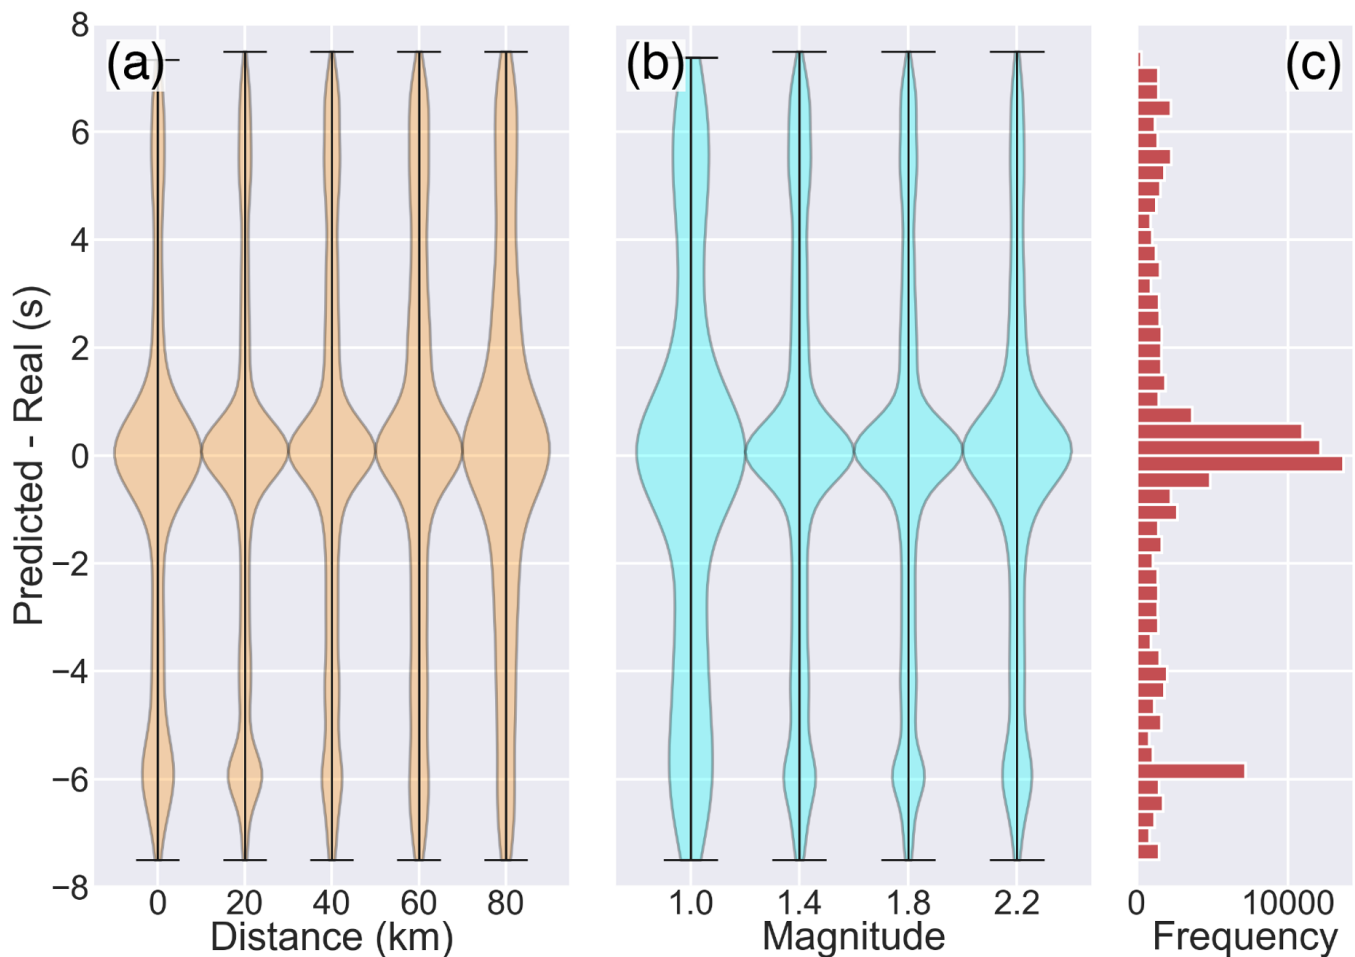 (a)
(b)
(c)
8
6
4
2
0
−2
−4
−6
−8
Predicted - Real (s)
0 20 40 60 80
Distance (km)
1.0 1.4 1.8 2.2
Magnitude
0 10000
Frequency